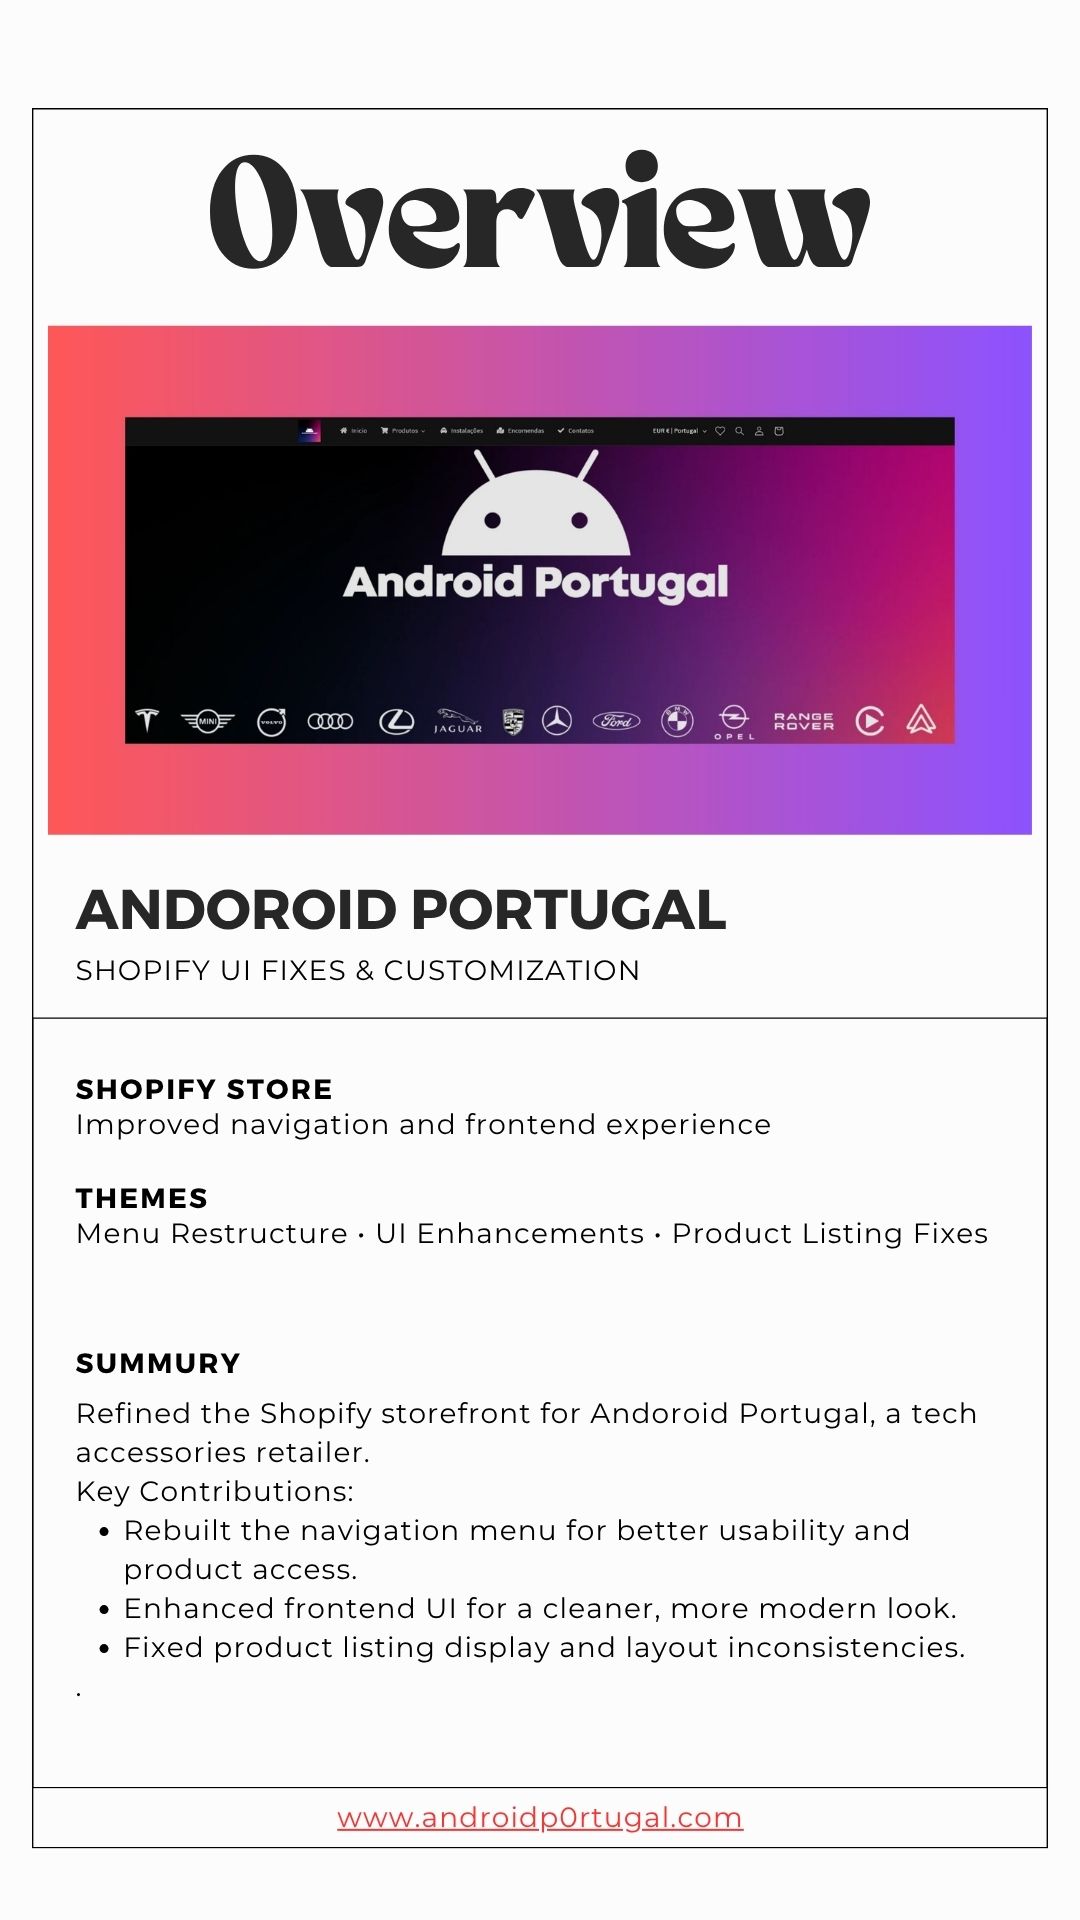 Overview
Início Produtos Instalações Encomendas Contatos EUR € | Portugal
Android Portugal
MINI VOLVO JAGUAR Ford BMW OPEL RANGE ROVER
ANDOROID PORTUGAL
SHOPIFY UI FIXES & CUSTOMIZATION
SHOPIFY STORE
Improved navigation and frontend experience
THEMES
Menu Restructure • UI Enhancements • Product Listing Fixes
SUMMURY
Refined the Shopify storefront for Andoroid Portugal, a tech
accessories retailer.
Key Contributions:
• Rebuilt the navigation menu for better usability and
product access.
• Enhanced frontend UI for a cleaner, more modern look.
• Fixed product listing display and layout inconsistencies.
.
www.androidp0rtugal.com